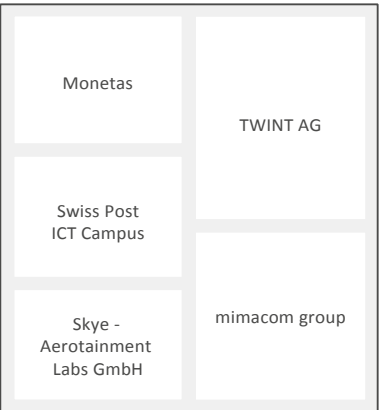 Monetas
TWINT AG
Swiss Post
ICT Campus
mimacom group
Skye -
Aerotainment
Labs GmbH